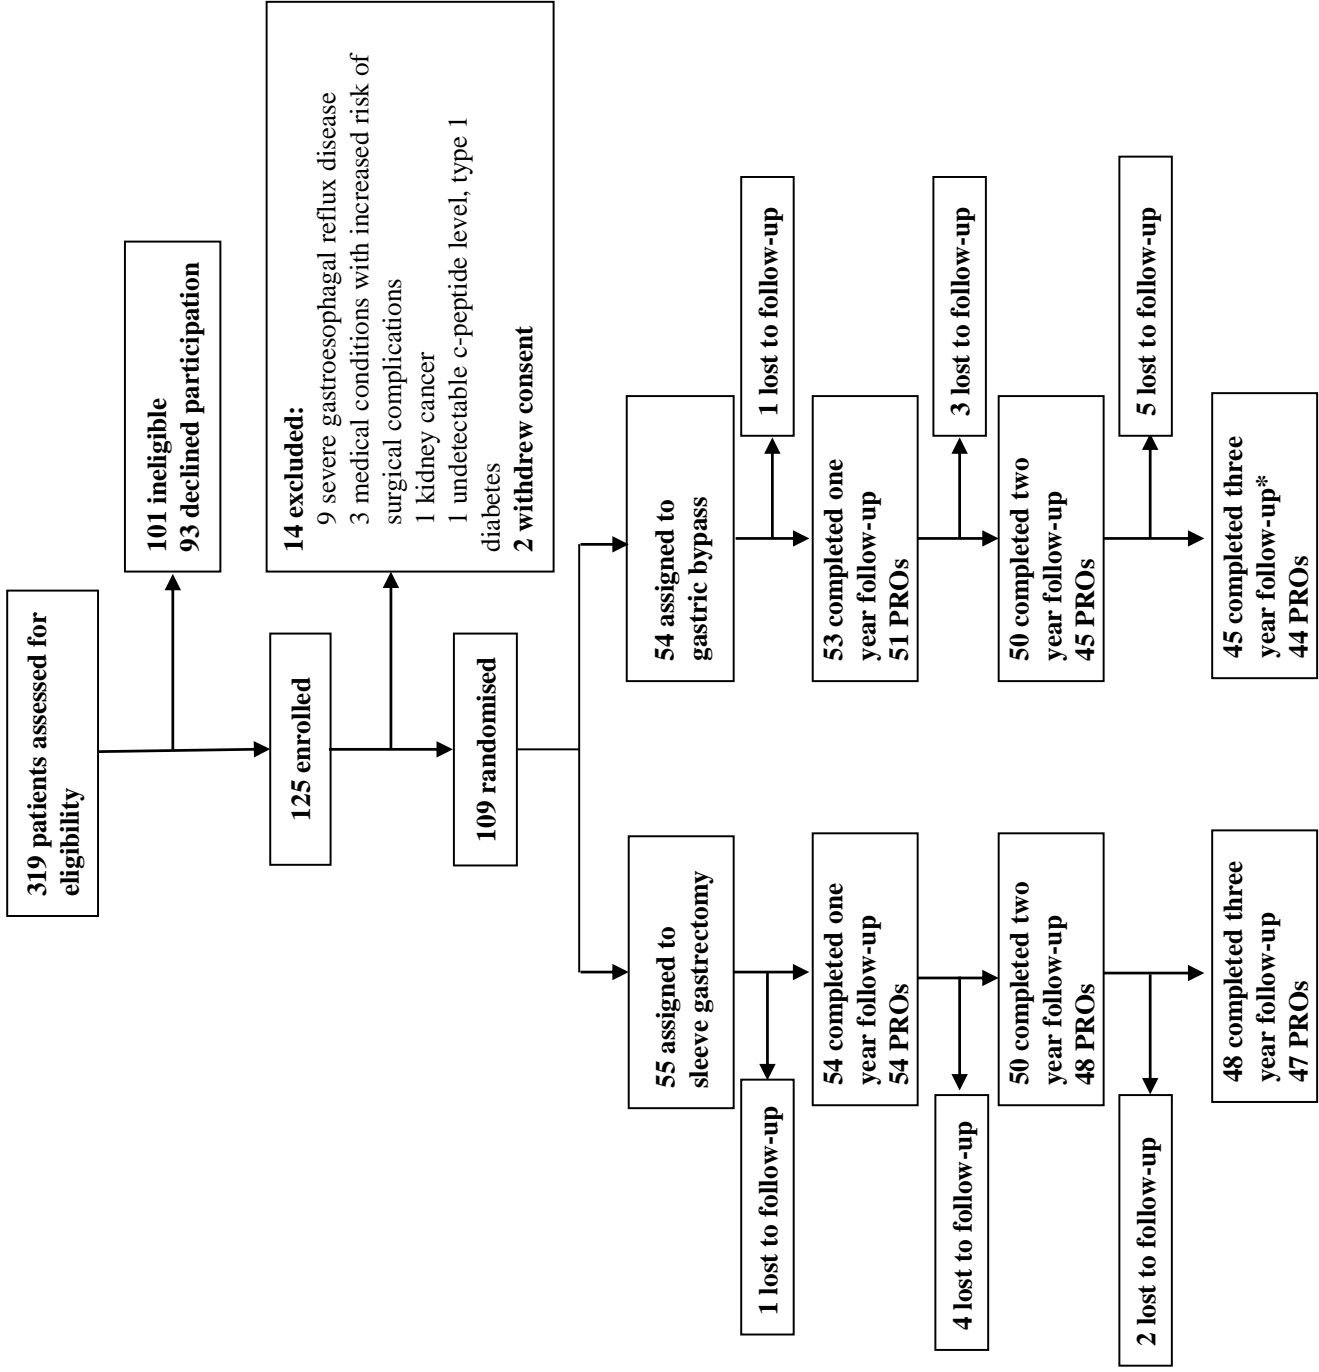 319 patients assessed for
eligibility
101 ineligible
93 declined participation
125 enrolled
14 excluded:
9 severe gastroesophagal reflux disease
3 medical conditions with increased risk of
surgical complications
1 kidney cancer
1 undetectable c-peptide level, type 1
diabetes
2 withdrew consent
109 randomised
55 assigned to
sleeve gastrectomy
54 assigned to
gastric bypass
1 lost to follow-up
1 lost to follow-up
54 completed one
year follow-up
54 PROs
53 completed one
year follow-up
51 PROs
4 lost to follow-up
3 lost to follow-up
50 completed two
year follow-up
48 PROs
50 completed two
year follow-up
45 PROs
2 lost to follow-up
5 lost to follow-up
48 completed three
year follow-up
47 PROs
45 completed three
year follow-up*
44 PROs